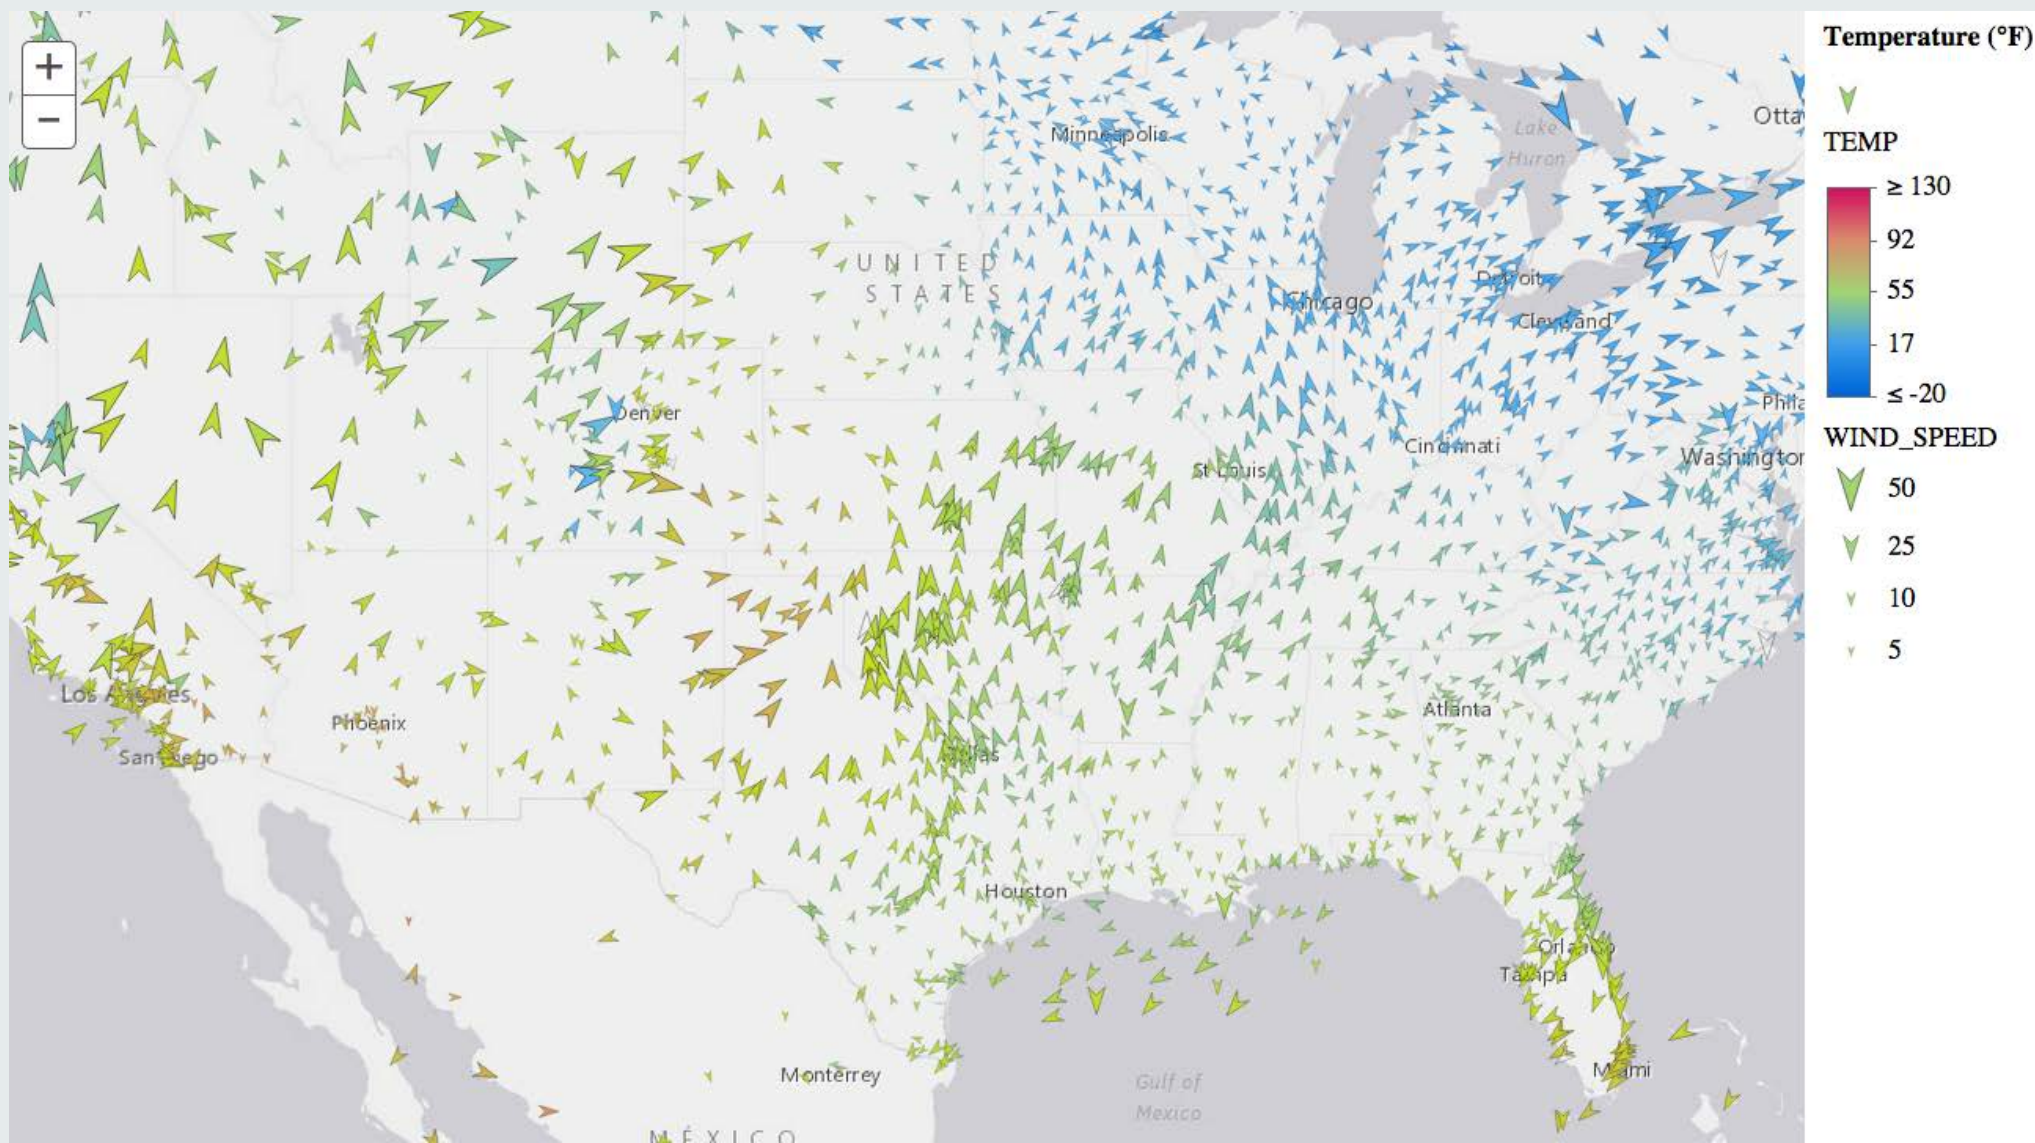 +
−
Minneapolis
Otta
Lake
Huron
UNITED
STATES
Detroit
Chicago
Cleveland
Denver
Phila
Cincinnati
St Louis
Washington
Los Angeles
Phoenix
Atlanta
San Diego
Dallas
Houston
Orlando
Tampa
Monterrey
Miami
Gulf of
Mexico
MÉXICO
Temperature (°F)
TEMP
≥ 130
92
55
17
≤ -20
WIND_SPEED
50
25
10
5